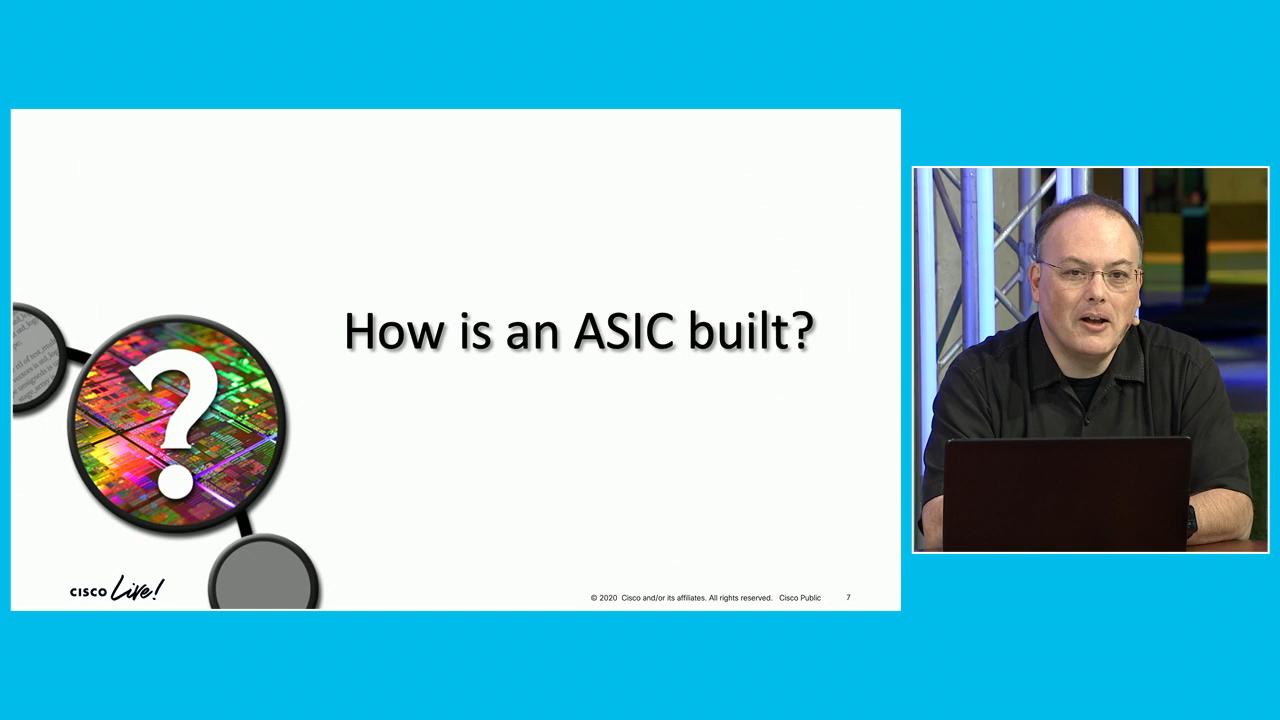 How is an ASIC built?
CISCO Live!
© 2020 Cisco and/or its affiliates. All rights reserved. Cisco Public 7